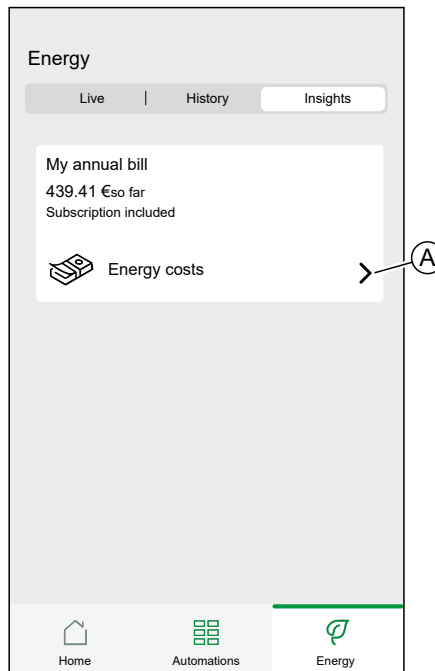 Energy
Live | History Insights
My annual bill
439.41 €so far
Subscription included
Energy costs
A
Home Automations Energy